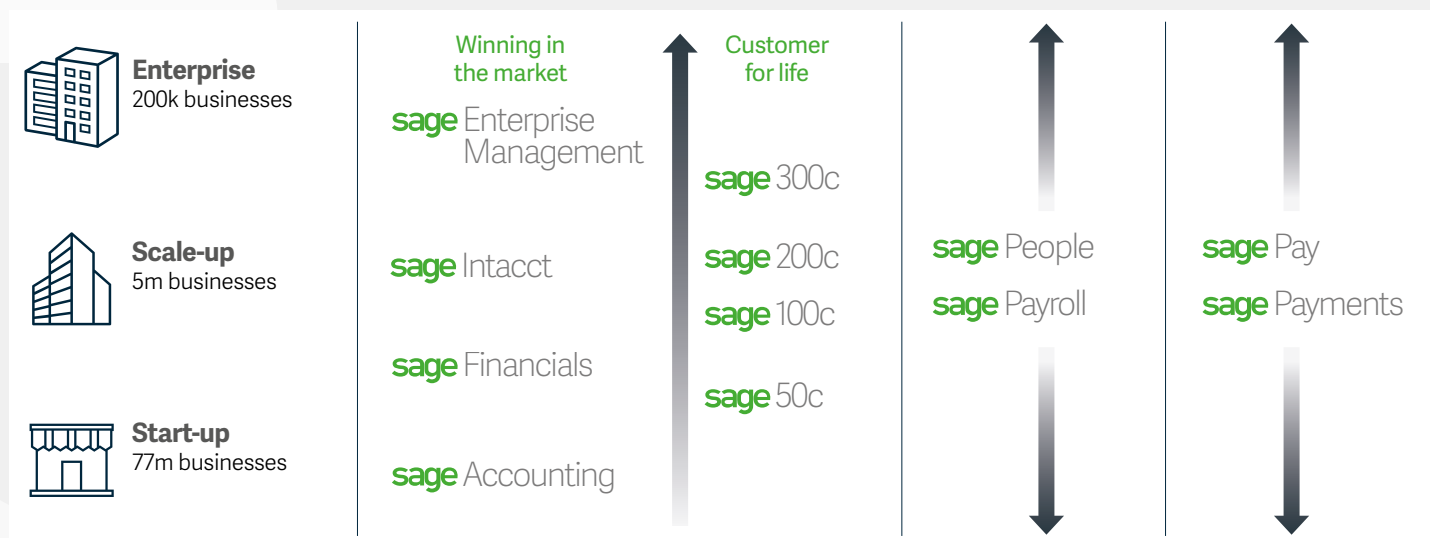 Enterprise
200k businesses
Scale-up
5m businesses
Start-up
77m businesses
Winning in
the market
sage Enterprise
Management
sage Intacct
sage Financials
sage Accounting
Customer
for life
sage 300c
sage 200c
sage 100c
sage 50c
sage People
sage Payroll
sage Pay
sage Payments